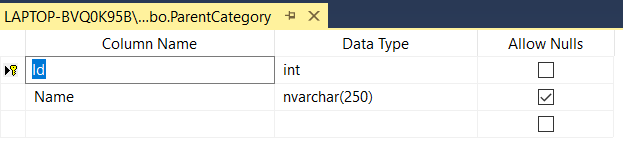 LAPTOP-BVQ0K95B\...bo.ParentCategory
Column Name Data Type Allow Nulls
Id int
Name nvarchar(250)